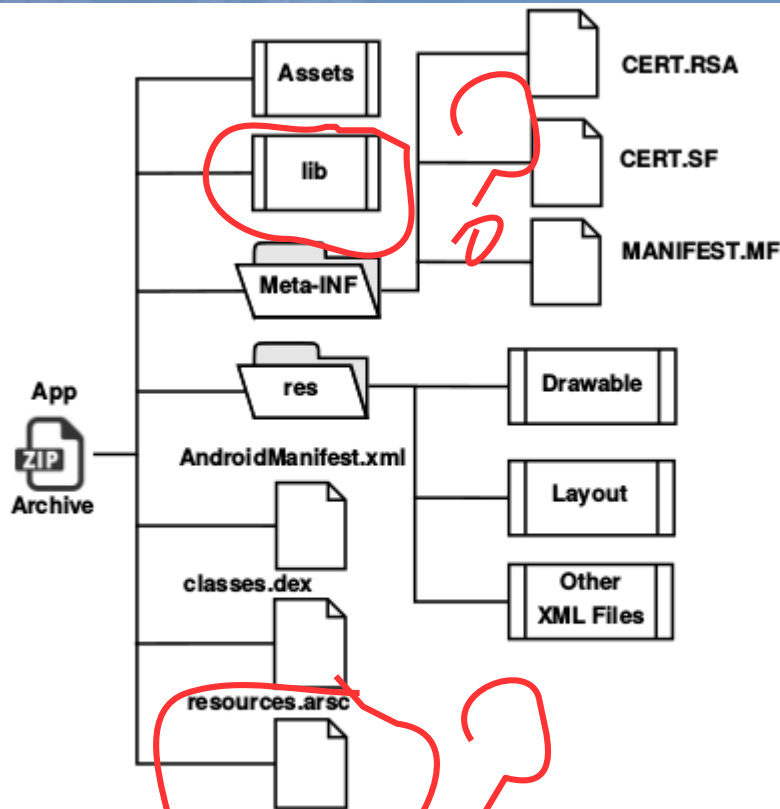 Assets
CERT.RSA
lib
CERT.SF
Meta-INF
MANIFEST.MF
res
Drawable
App
ZIP
Archive
AndroidManifest.xml
Layout
classes.dex
Other
XML Files
resources.arsc